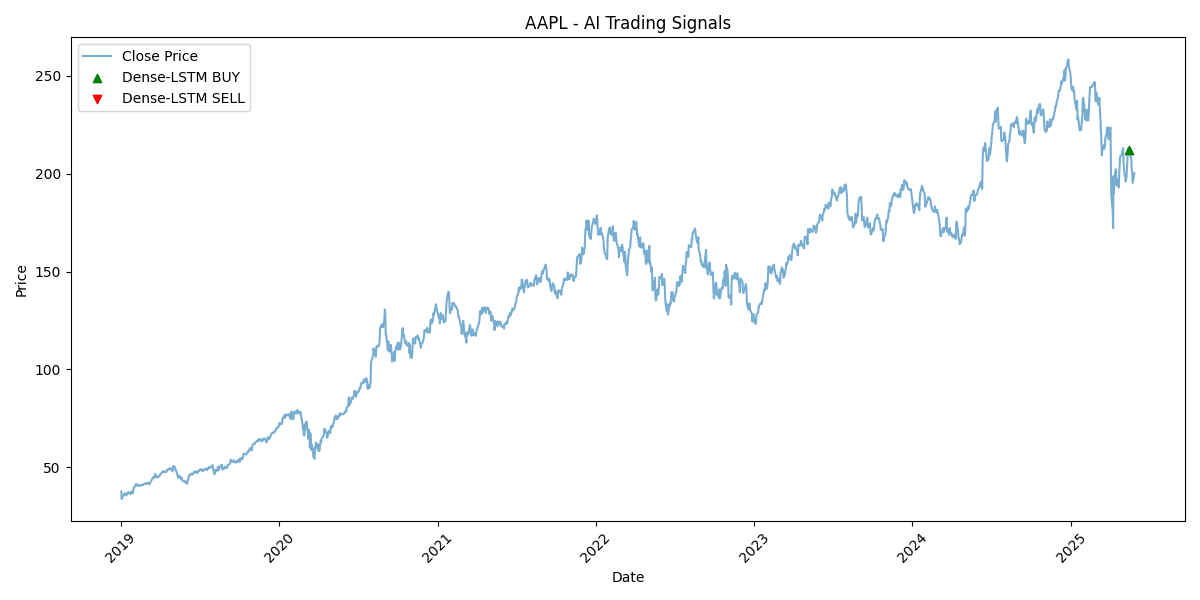 AAPL - AI Trading Signals
Close Price
Dense-LSTM BUY
Dense-LSTM SELL
Price
250
200
150
100
50
2019
2020
2021
2022
2023
2024
2025
Date